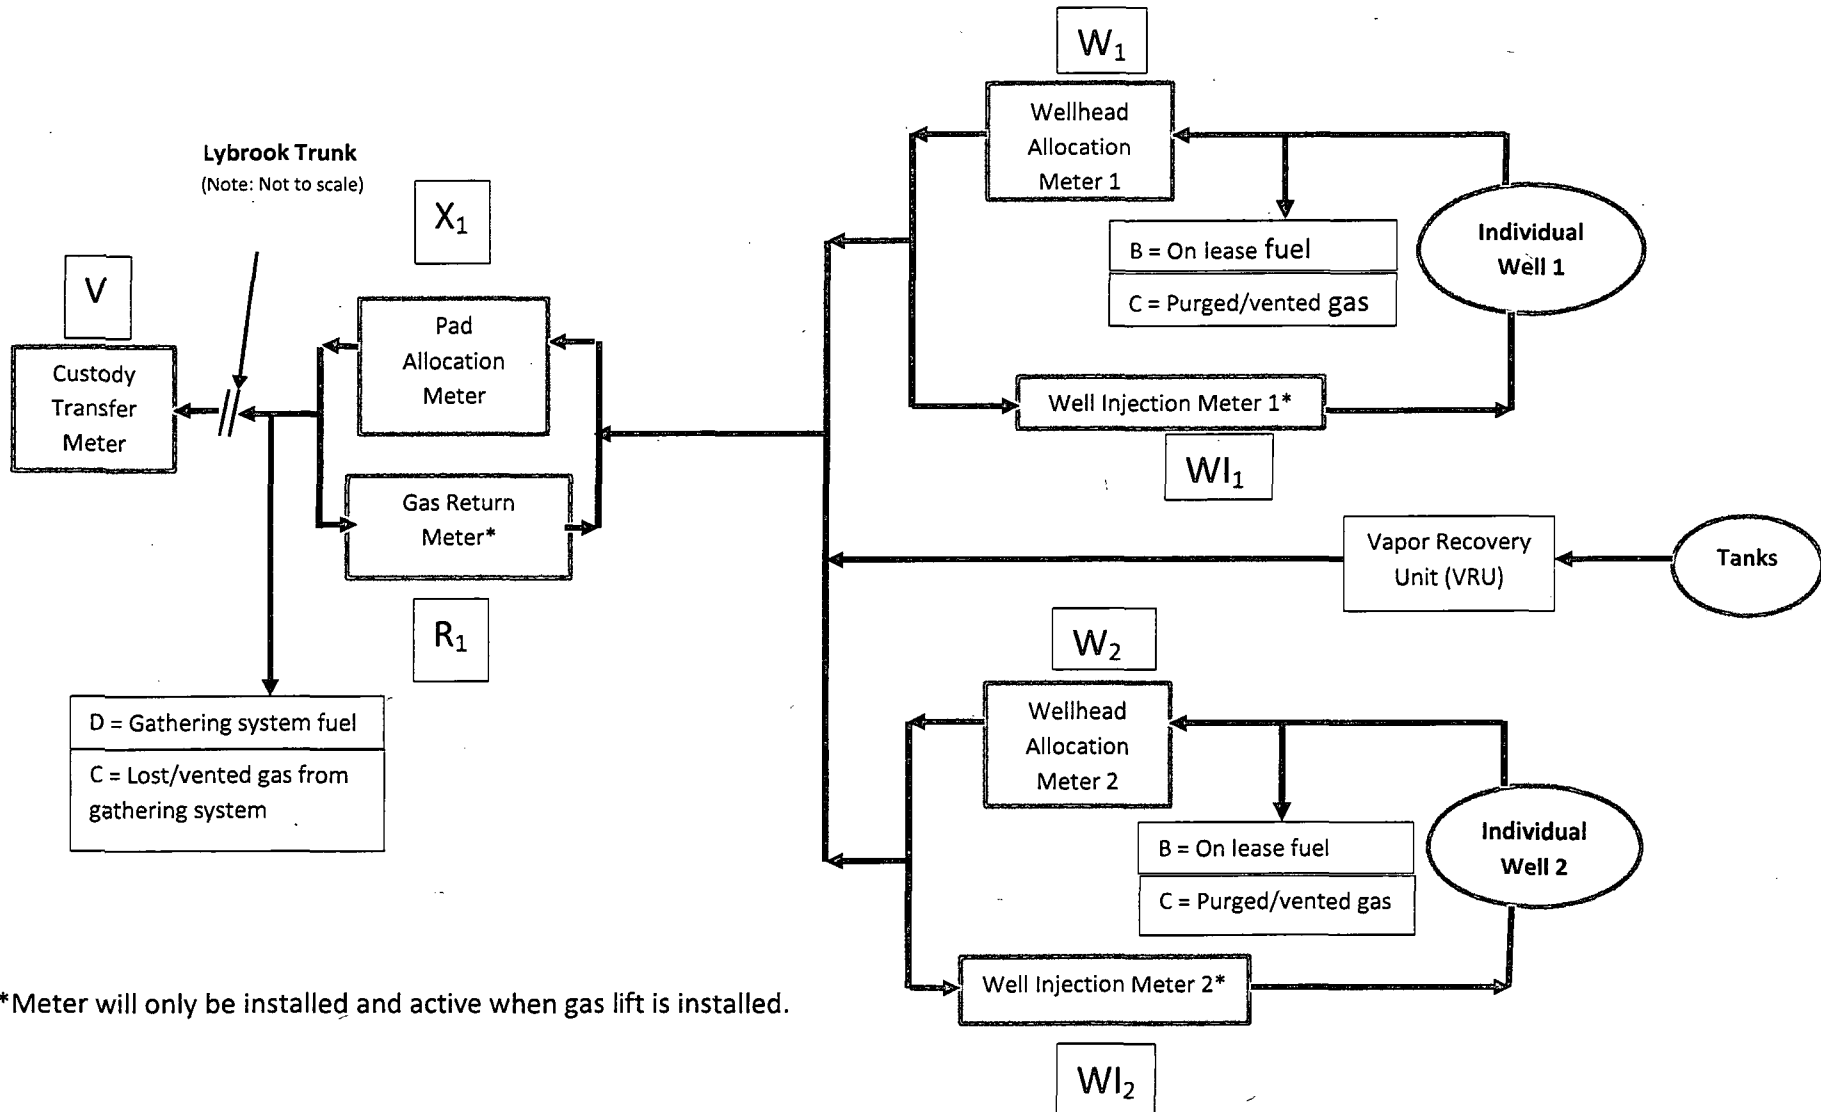 W₁
Wellhead
Allocation
Meter 1
Lybrook Trunk
(Note: Not to scale)
X₁
V
Custody
Transfer
Meter
Pad
Allocation
Meter
Gas Return
Meter*
R₁
D = Gathering system fuel
C = Lost/vented gas from
gathering system
B = On lease fuel
C = Purged/vented gas
Individual
Well 1
Well Injection Meter 1*
WI₁
Vapor Recovery
Unit (VRU)
Tanks
W₂
Wellhead
Allocation
Meter 2
B = On lease fuel
C = Purged/vented gas
Individual
Well 2
Well Injection Meter 2*
WI₂
*Meter will only be installed and active when gas lift is installed.